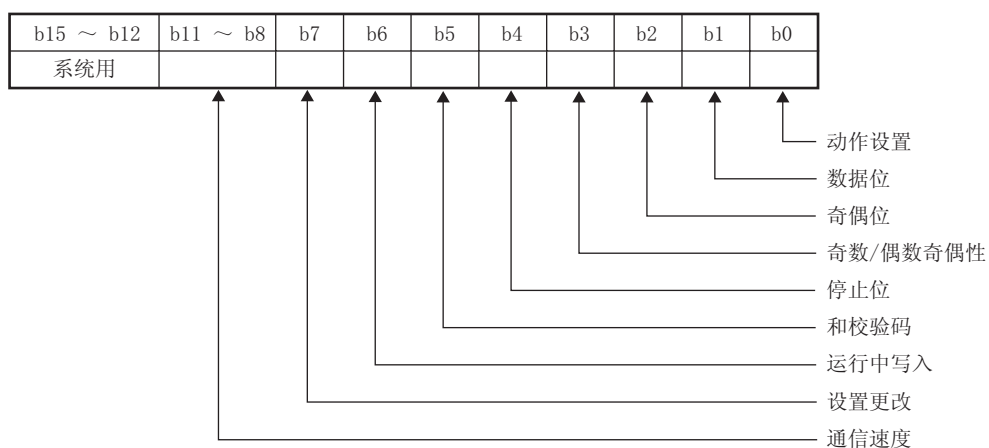 b15 ～ b12 b11 ～ b8 b7 b6 b5 b4 b3 b2 b1 b0
系统用
动作设置
数据位
奇偶位
奇数/偶数奇偶性
停止位
和校验码
运行中写入
设置更改
通信速度